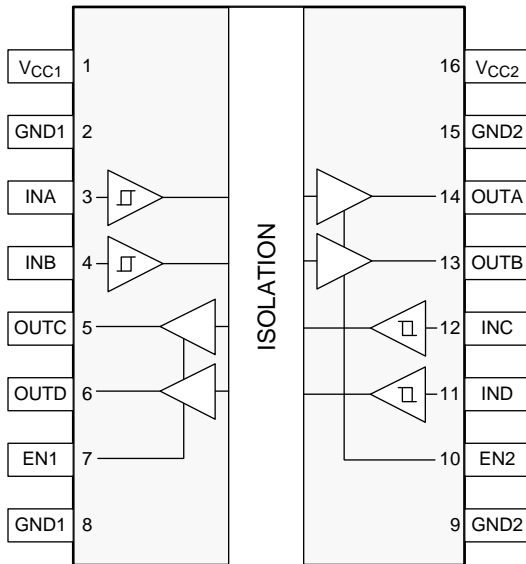 VCC1 1 16 VCC2
GND1 2 15 GND2
INA 3 14 OUTA
INB 4 13 OUTB
ISOLATION
OUTC 5 12 INC
OUTD 6 11 IND
EN1 7 10 EN2
GND1 8 9 GND2